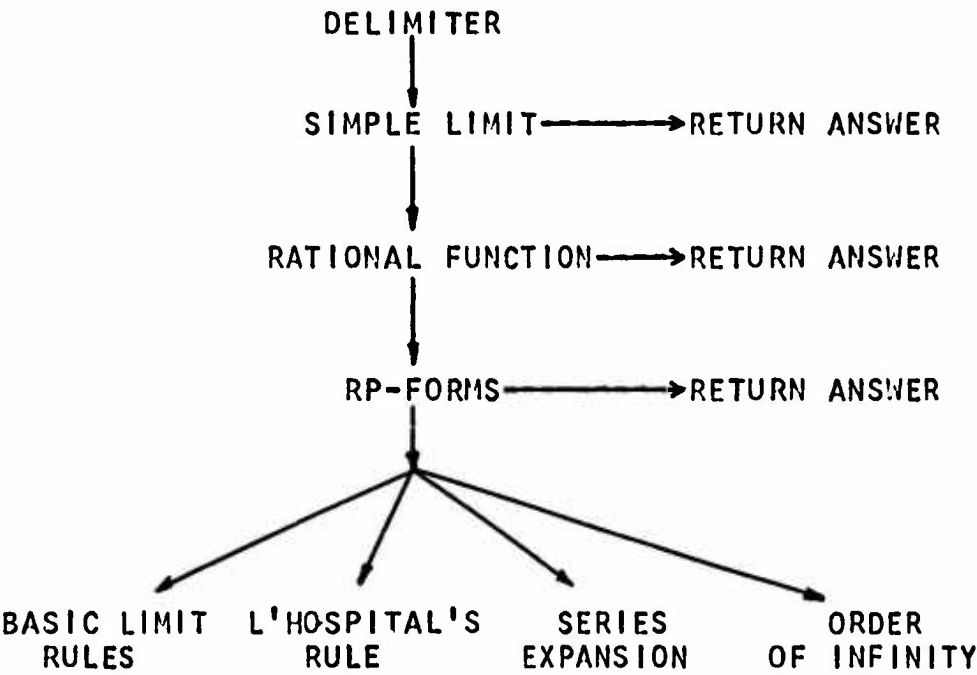 DELIMITER
SIMPLE LIMIT RETURN ANSWER
RATIONAL FUNCTION RETURN ANSWER
RP-FORMS RETURN ANSWER
BASIC LIMIT L'HOSPITAL'S SERIES ORDER
RULES RULE EXPANSION OF INFINITY